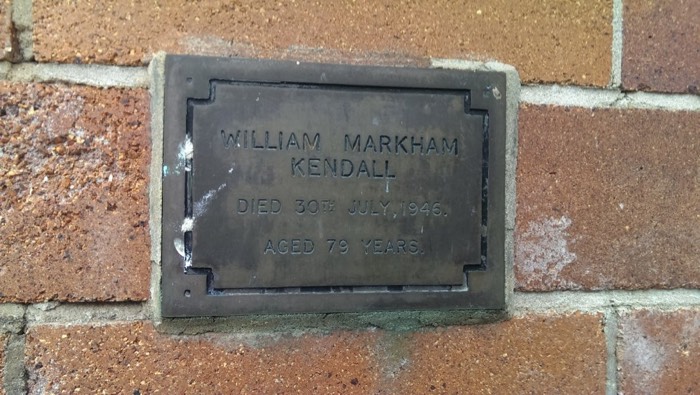 WILLIAM MARKHAM
KENDALL
DIED 30TH JULY, 1946.
AGED 79 YEARS.